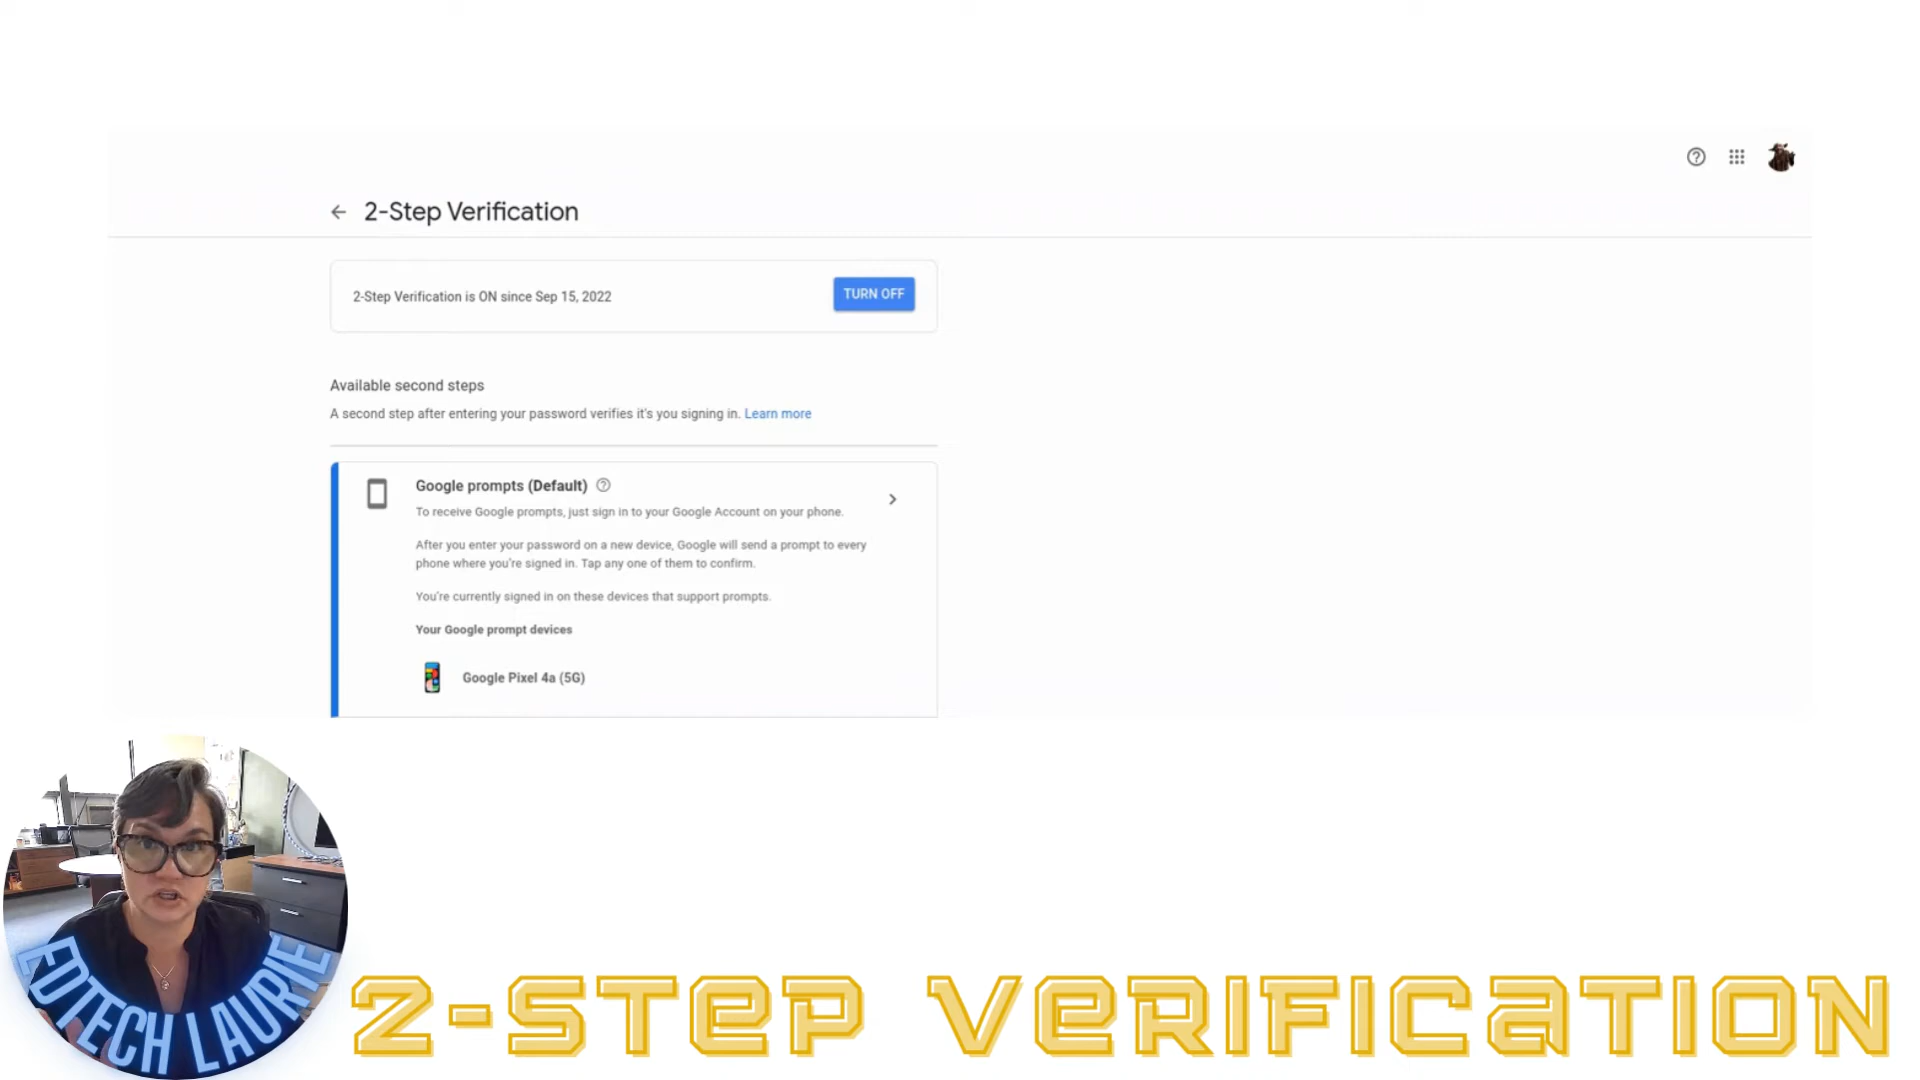 2-Step Verification
2-Step Verification is ON since Sep 15, 2022
TURN OFF
Available second steps
A second step after entering your password verifies it's you signing in. Learn more
Google prompts (Default)
To receive Google prompts, just sign in to your Google Account on your phone.
After you enter your password on a new device, Google will send a prompt to every
phone where you're signed in. Tap any one of them to confirm.
You're currently signed in on these devices that support prompts.
Your Google prompt devices
Google Pixel 4a (5G)
EDTECH LAURIE
2-STEP VERIFICATION